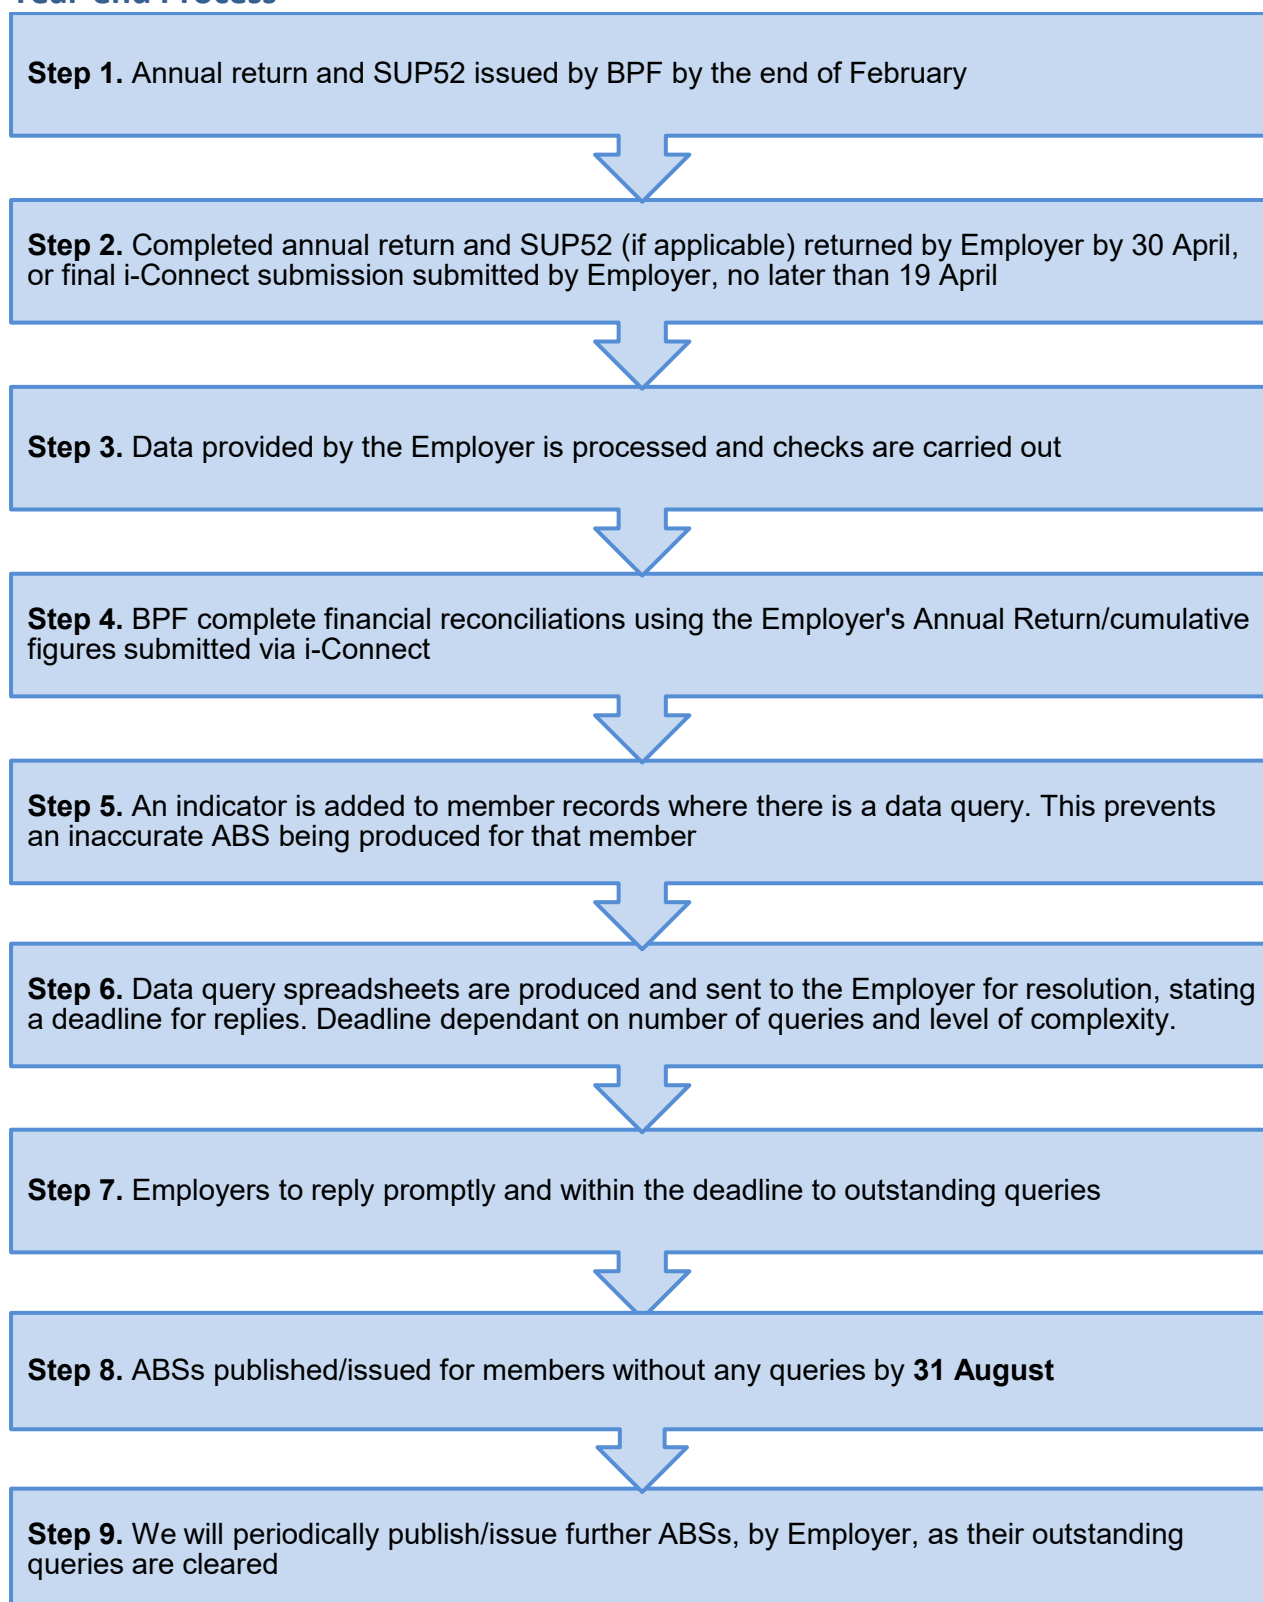 Year-end Process
Step 1. Annual return and SUP52 issued by BPF by the end of February
Step 2. Completed annual return and SUP52 (if applicable) returned by Employer by 30 April,
or final i-Connect submission submitted by Employer, no later than 19 April
Step 3. Data provided by the Employer is processed and checks are carried out
Step 4. BPF complete financial reconciliations using the Employer's Annual Return/cumulative
figures submitted via i-Connect
Step 5. An indicator is added to member records where there is a data query. This prevents
an inaccurate ABS being produced for that member
Step 6. Data query spreadsheets are produced and sent to the Employer for resolution, stating
a deadline for replies. Deadline dependant on number of queries and level of complexity.
Step 7. Employers to reply promptly and within the deadline to outstanding queries
Step 8. ABSs published/issued for members without any queries by 31 August
Step 9. We will periodically publish/issue further ABSs, by Employer, as their outstanding
queries are cleared